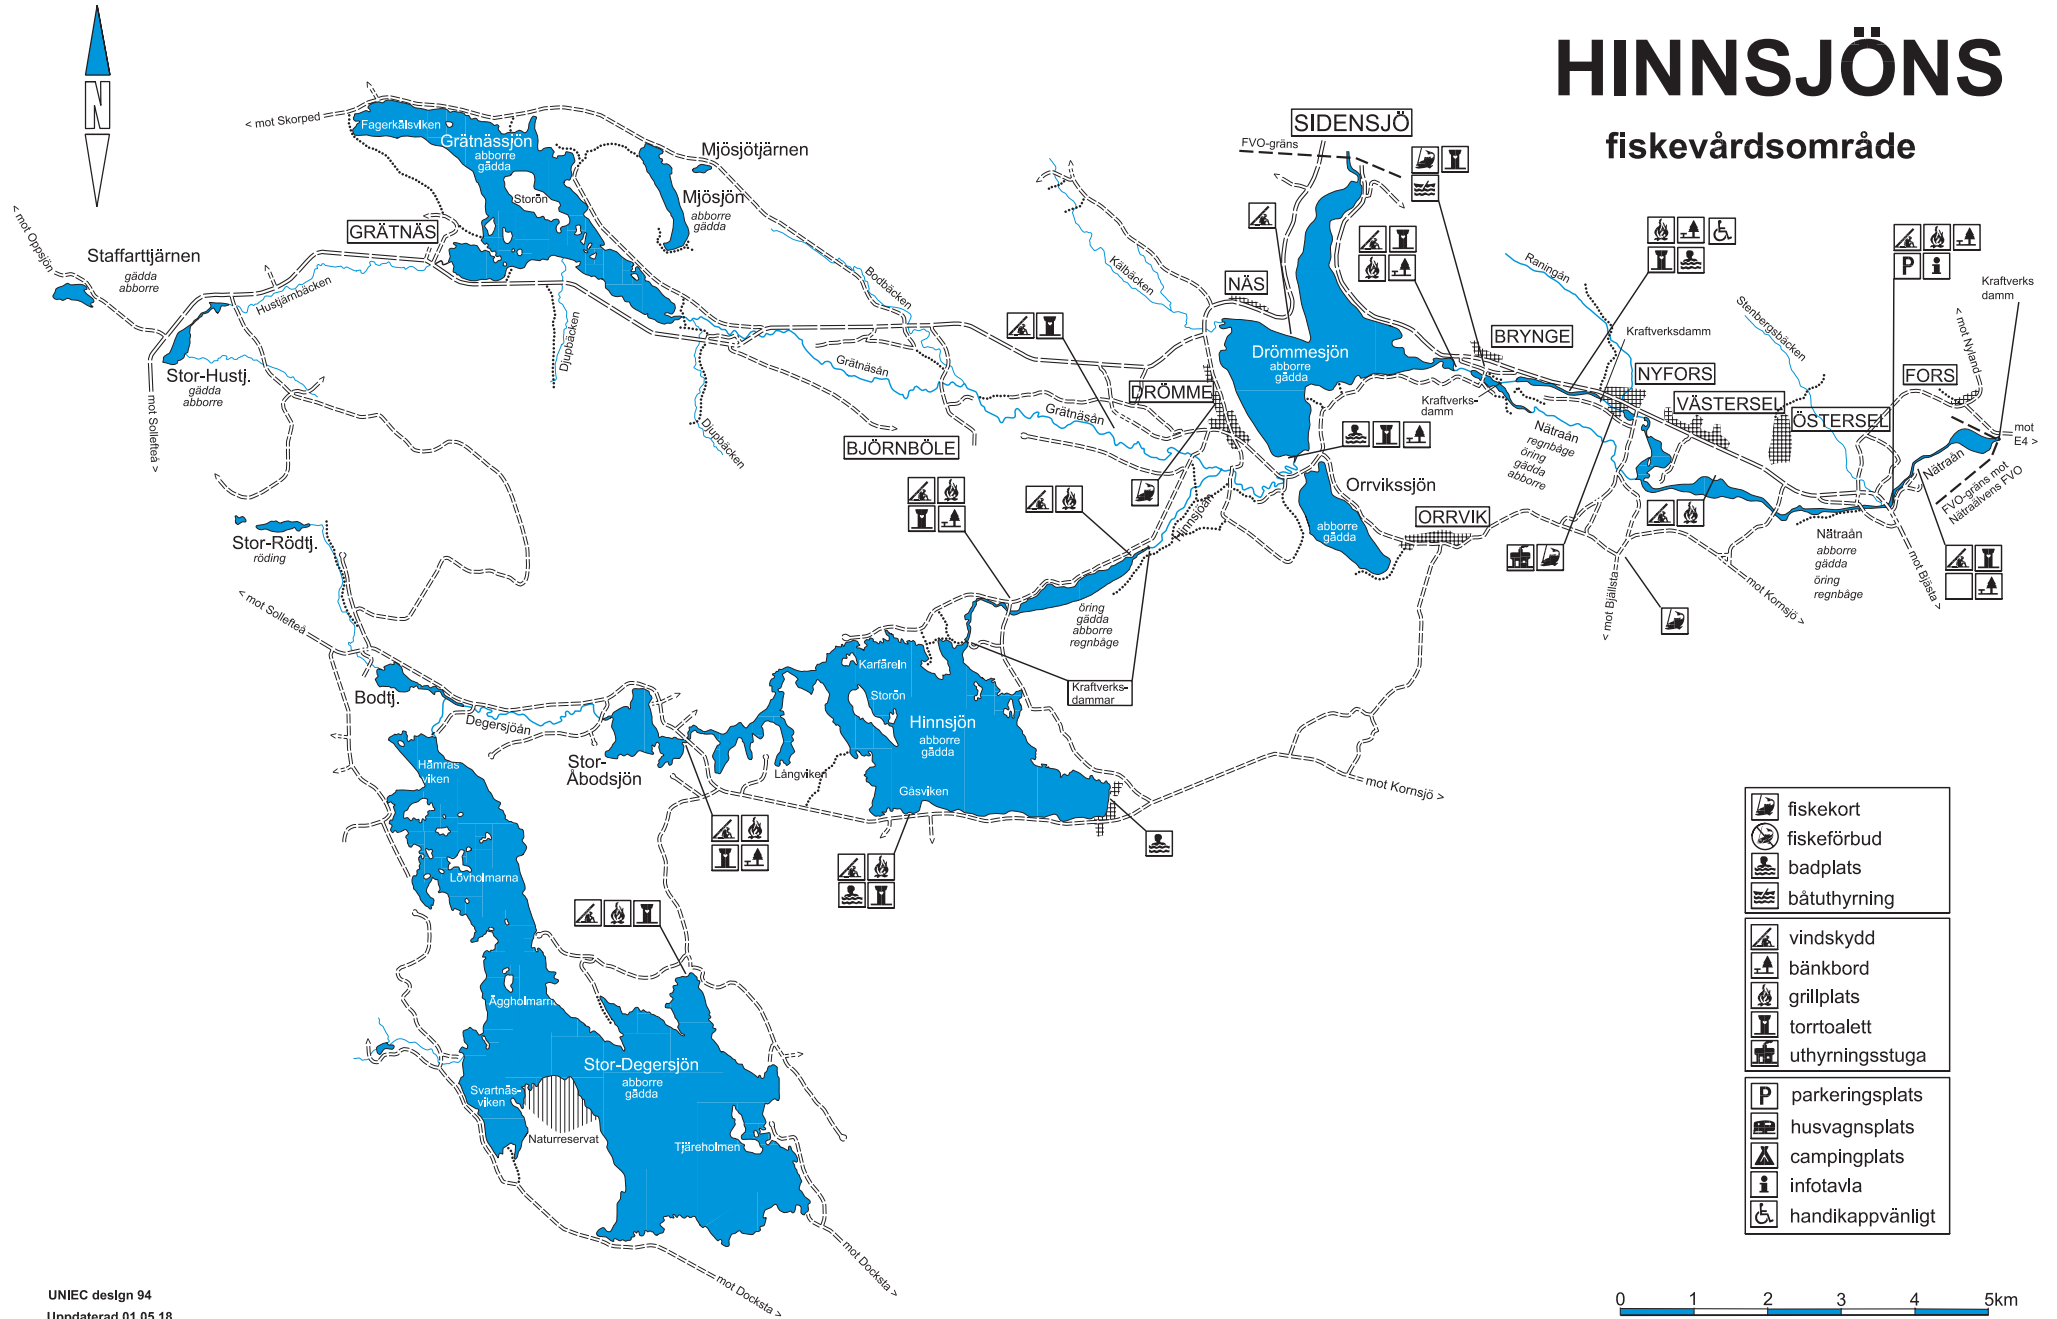 HINNSJÖNS
fiskevårdsområde
N
< mot Skorped
Fagerkälsviken
Grätnässjön
abborre
gädda
Storön
Mjösjötjärnen
Mjösjön
abborre
gädda
GRÄTNÄS
< mot Oppsjön
Staffarttjärnen
gädda
abborre
Hustjärnbäcken
Stor-Hustj.
gädda
abborre
< mot Sollefteå >
Djupbäcken
Djupbäcken
Bodbäcken
Grätnäsån
Grätnäsån
Kälbäcken
SIDENSJÖ
FVO-gräns
NÄS
Drömmesjön
abborre
gädda
DRÖMME
BJÖRNBÖLE
BRYNGE
Raningån
Kraftverksdamm
Stenbergsbäcken
NYFORS
VÄSTERSEL
ÖSTERSEL
FORS
< mot Nyland
Kraftverks
damm
mot
E4 >
Kraftverks-
damm
Nätraån
regnbåge
öring
gädda
abborre
Nätraån
FVO-gräns mot
Nätraälvens FVO
Orrvikssjön
abborre
gädda
ORRVIK
Hinnsjöån
Nätraån
abborre
gädda
öring
regnbåge
< mot Bjällsta
mot Kornsjö >
mot Bjästa >
Stor-Rödtj.
röding
< mot Sollefteå
Bodtj.
Degersjöån
Stor-
Åbodsjön
öring
gädda
abborre
regnbåge
Kraftverks-
dammar
Karfäreln
Storön
Hinnsjön
abborre
gädda
Långviken
Gåsviken
mot Kornsjö >
Hämras
viken
Lövholmarna
Äggholmarna
Stor-Degersjön
abborre
gädda
Svartnäs-
viken
Naturreservat
Tjäreholmen
mot Docksta >
mot Docksta >
fiskekort
fiskeförbud
badplats
båtuthyrning
vindskydd
bänkbord
grillplats
torrtoalett
uthyrningsstuga
P parkeringsplats
husvagnsplats
campingplats
i infotavla
handikappvänligt
P i
0 1 2 3 4 5km
UNIEC design 94
Uppdaterad 01.05.18